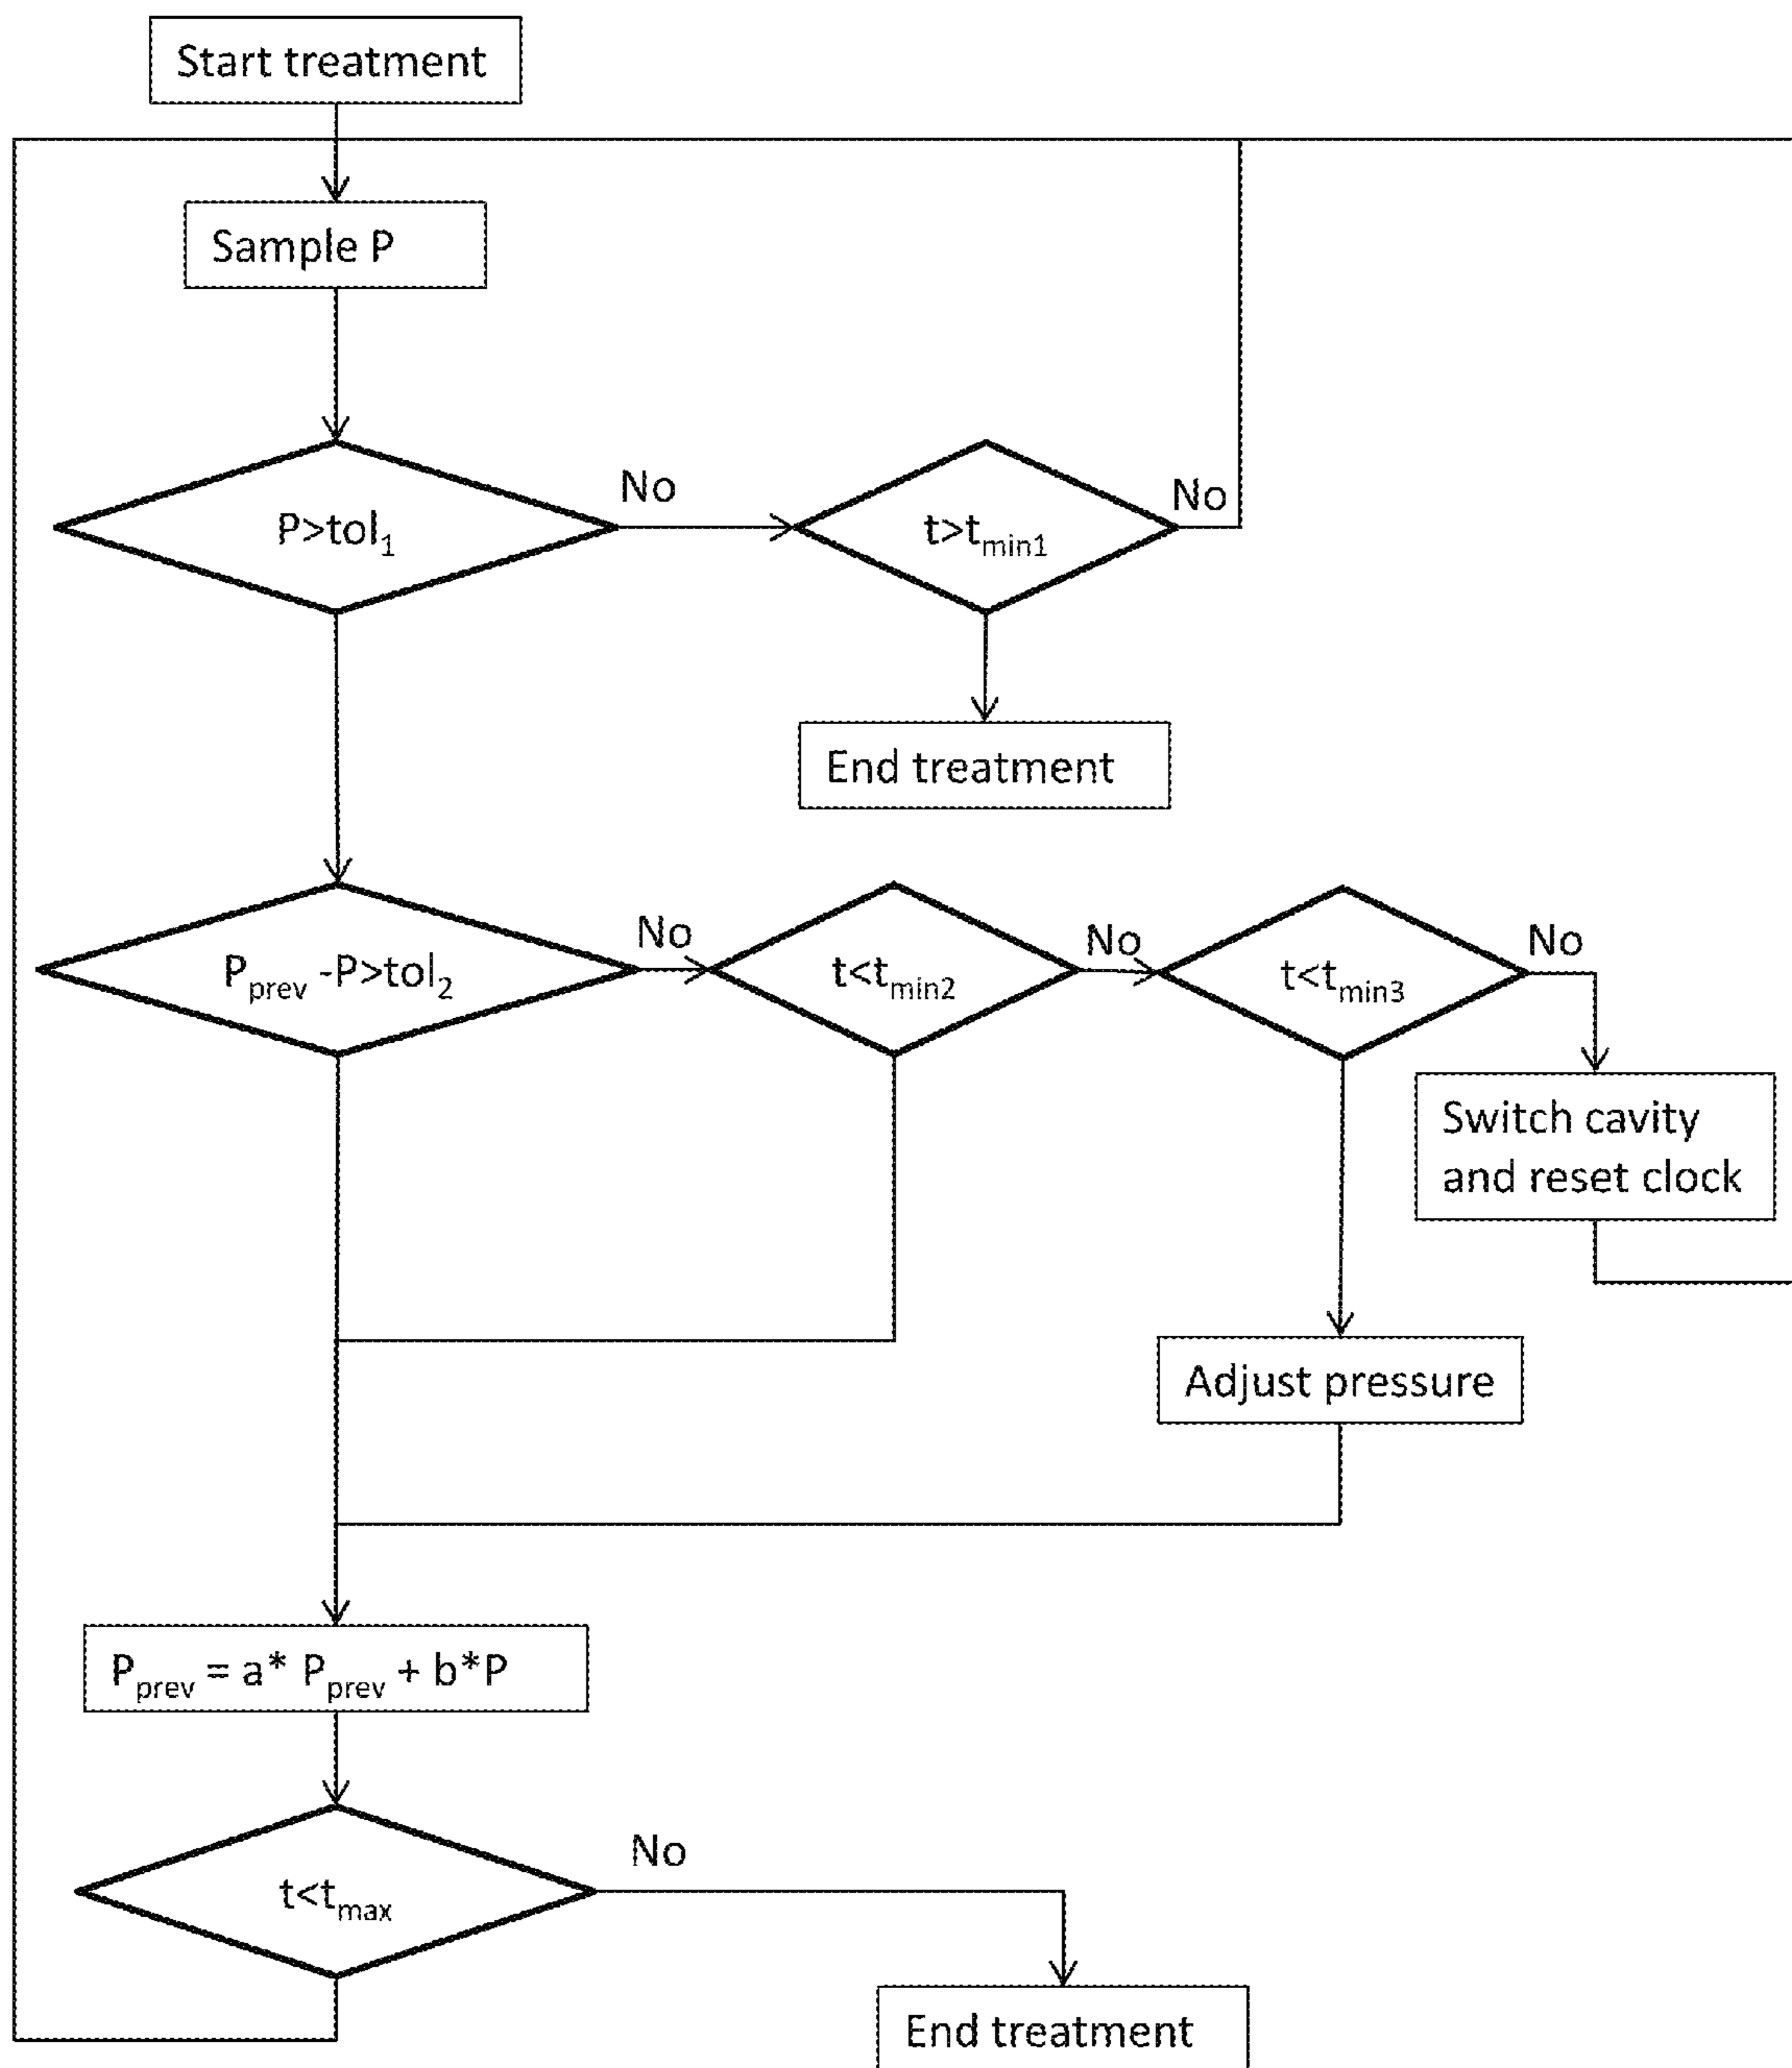 Start treatment
Sample P
P>tol₁
No
t>tₘᵢₙ₁
No
End treatment
Pₚᵣₑᵥ -P>tol₂
No
t<tₘᵢₙ₂
No
t<tₘᵢₙ₃
No
Switch cavity
and reset clock
Adjust pressure
Pₚᵣₑᵥ = a* Pₚᵣₑᵥ + b*P
t<tₘₐₓ
No
End treatment